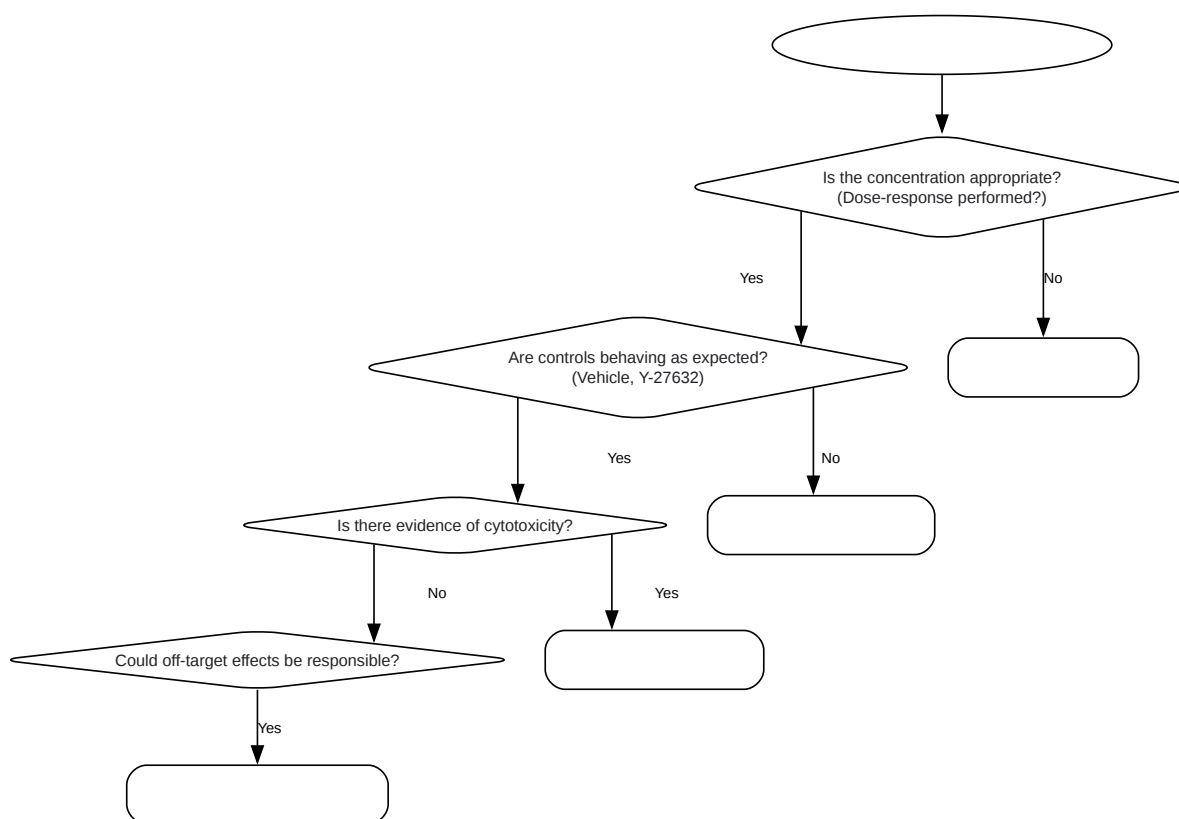 Is the concentration appropriate?
(Dose-response performed?)
Yes
No
Are controls behaving as expected?
(Vehicle, Y-27632)
Yes
No
Is there evidence of cytotoxicity?
No
Yes
Could off-target effects be responsible?
Yes